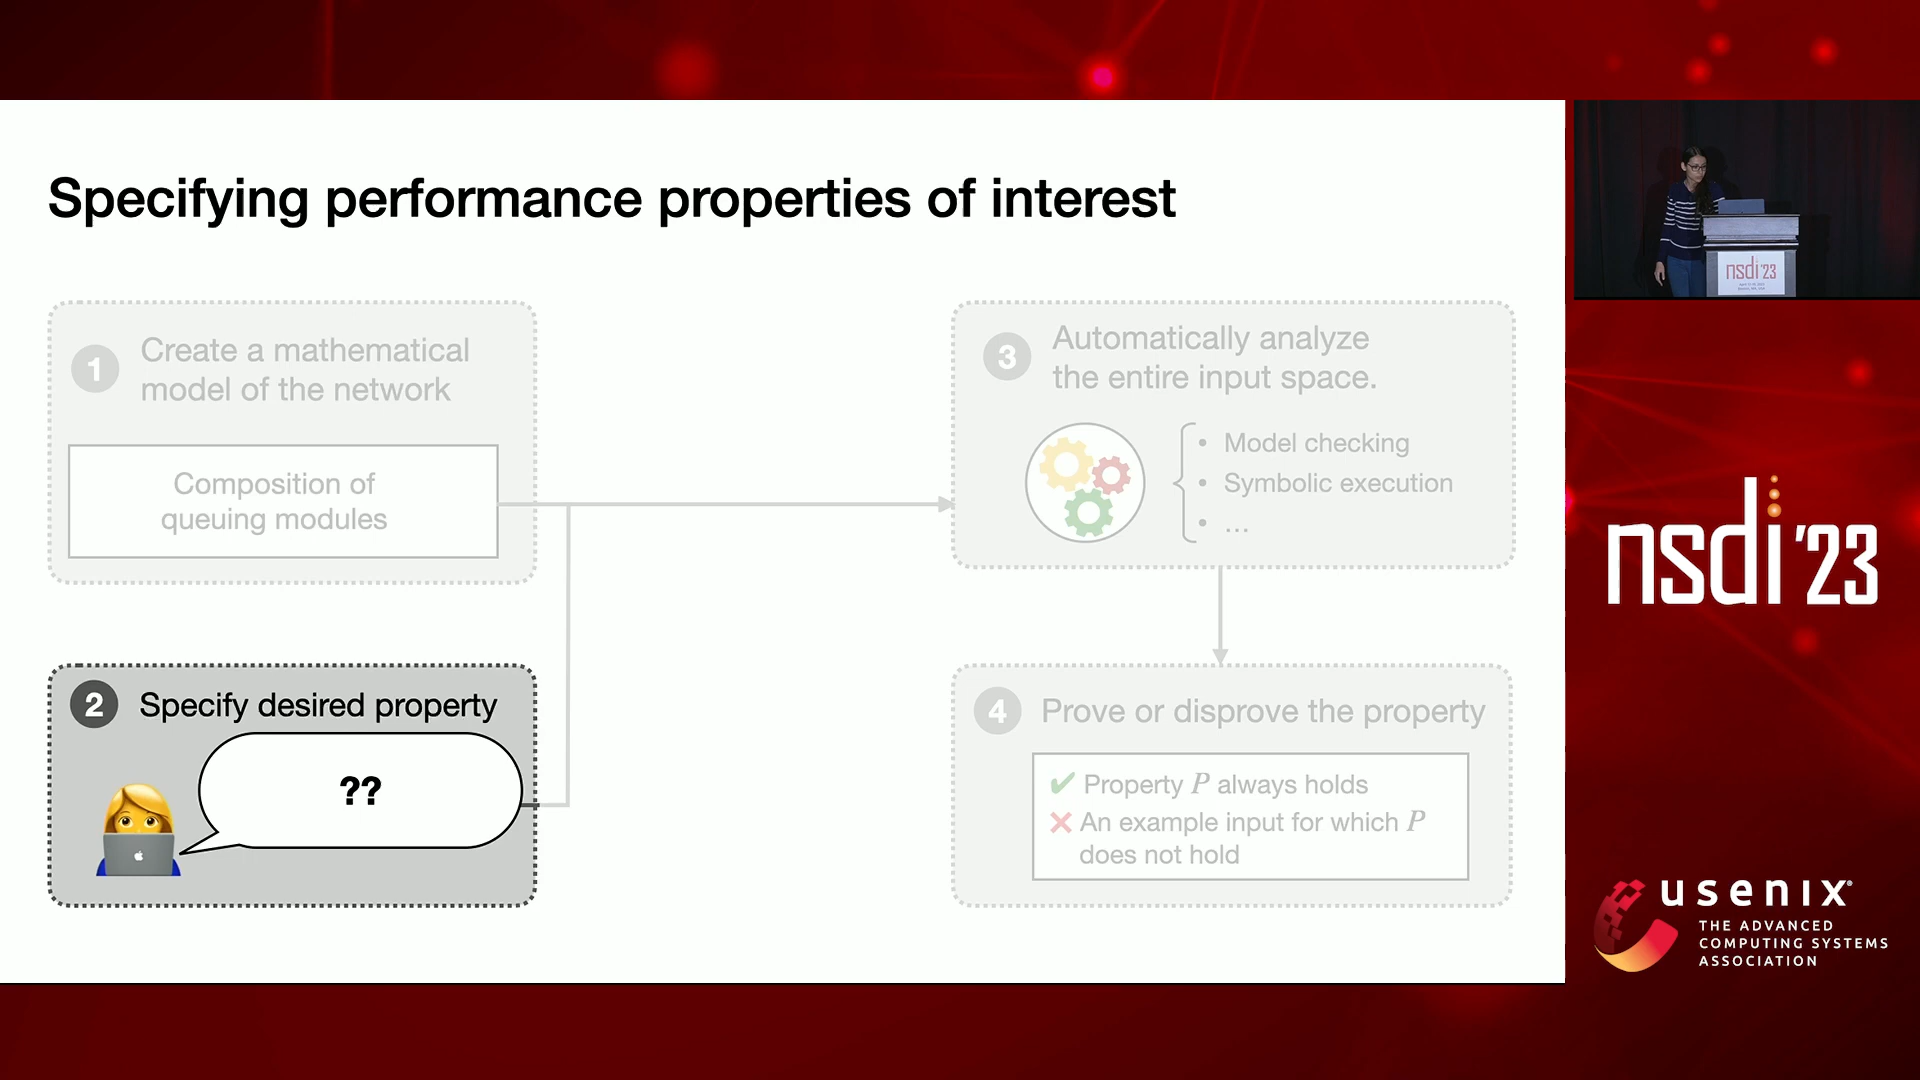 Specifying performance properties of interest
1
Create a mathematical
model of the network
Composition of
queuing modules
2
Specify desired property
??
3
Automatically analyze
the entire input space.
• Model checking
• Symbolic execution
• ...
4
Prove or disprove the property
✔ Property P always holds
✕ An example input for which P
does not hold
nsdi '23
nsdi '23
usenix®
THE ADVANCED
COMPUTING SYSTEMS
ASSOCIATION